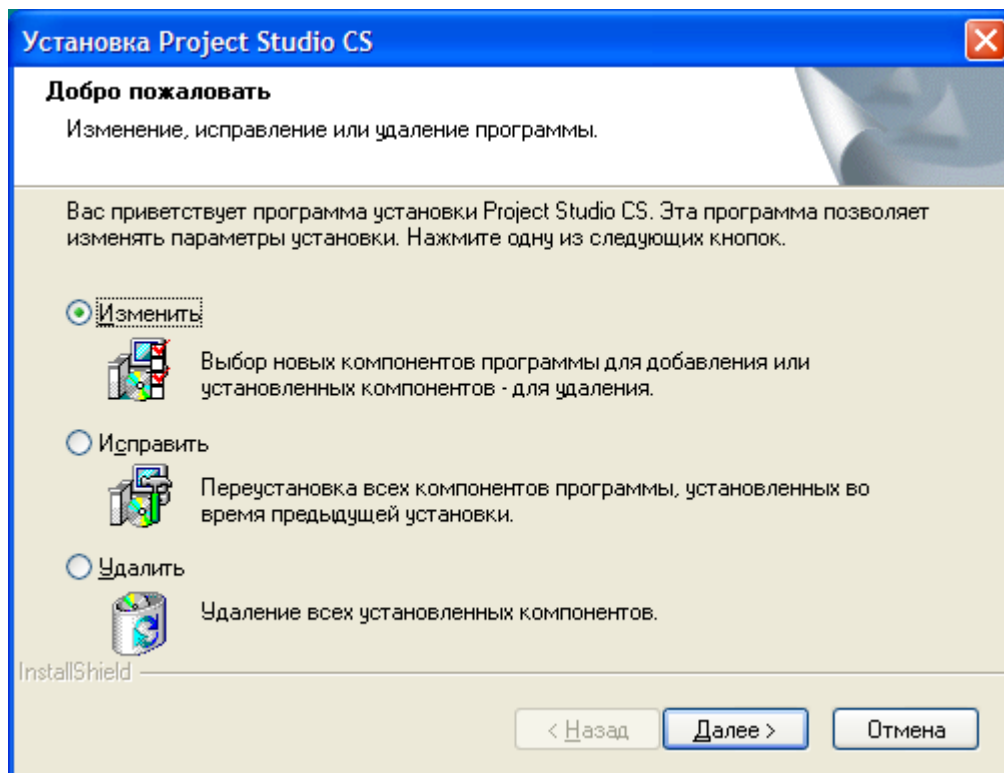 Установка Project Studio CS
Добро пожаловать
Изменение, исправление или удаление программы.
Вас приветствует программа установки Project Studio CS. Эта программа позволяет
изменять параметры установки. Нажмите одну из следующих кнопок.
Изменить
Выбор новых компонентов программы для добавления или
установленных компонентов - для удаления.
Исправить
Переустановка всех компонентов программы, установленных во
время предыдущей установки.
Удалить
Удаление всех установленных компонентов.
InstallShield
< Назад
Далее >
Отмена